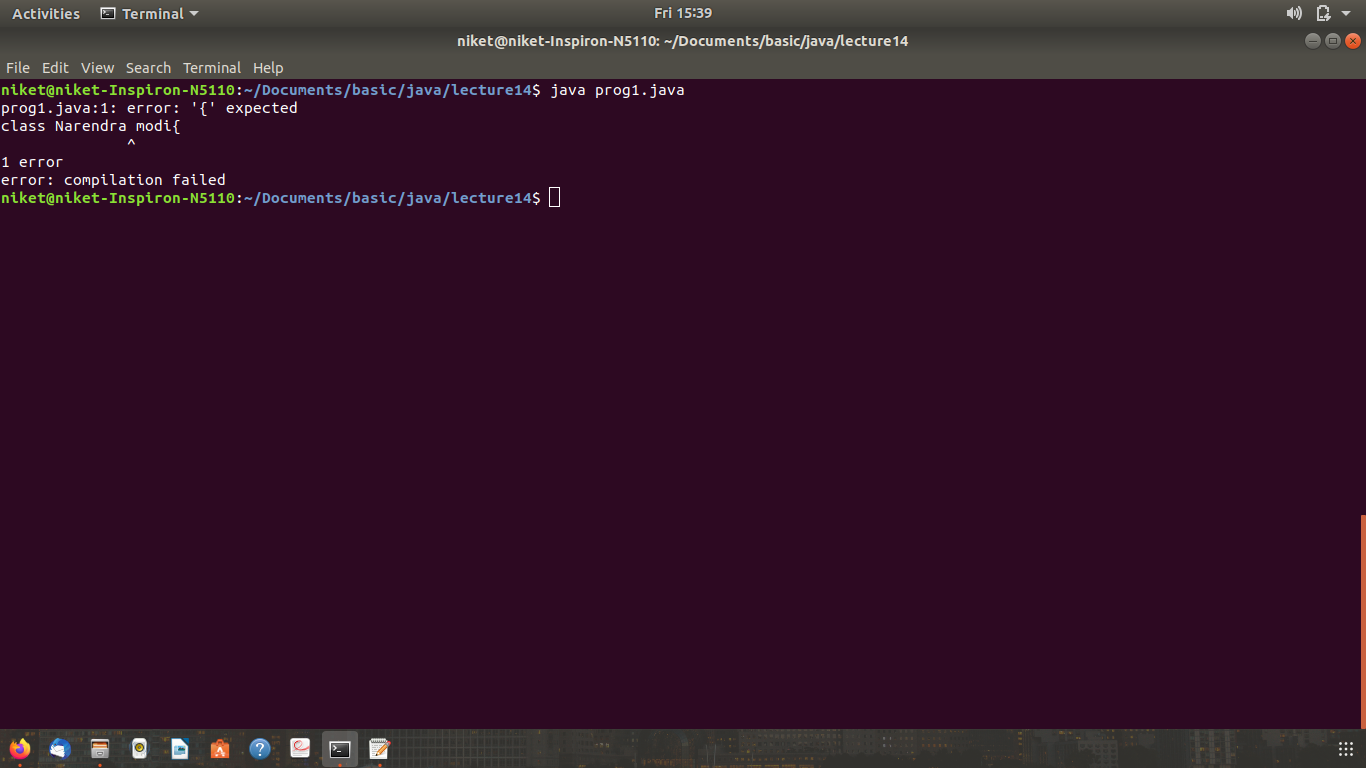 Activities Terminal Fri 15:39
niket@niket-Inspiron-N5110: ~/Documents/basic/java/lecture14
File Edit View Search Terminal Help
niket@niket-Inspiron-N5110:~/Documents/basic/java/lecture14$ java prog1.java
prog1.java:1: error: '{' expected
class Narendra modi{
^
1 error
error: compilation failed
niket@niket-Inspiron-N5110:~/Documents/basic/java/lecture14$